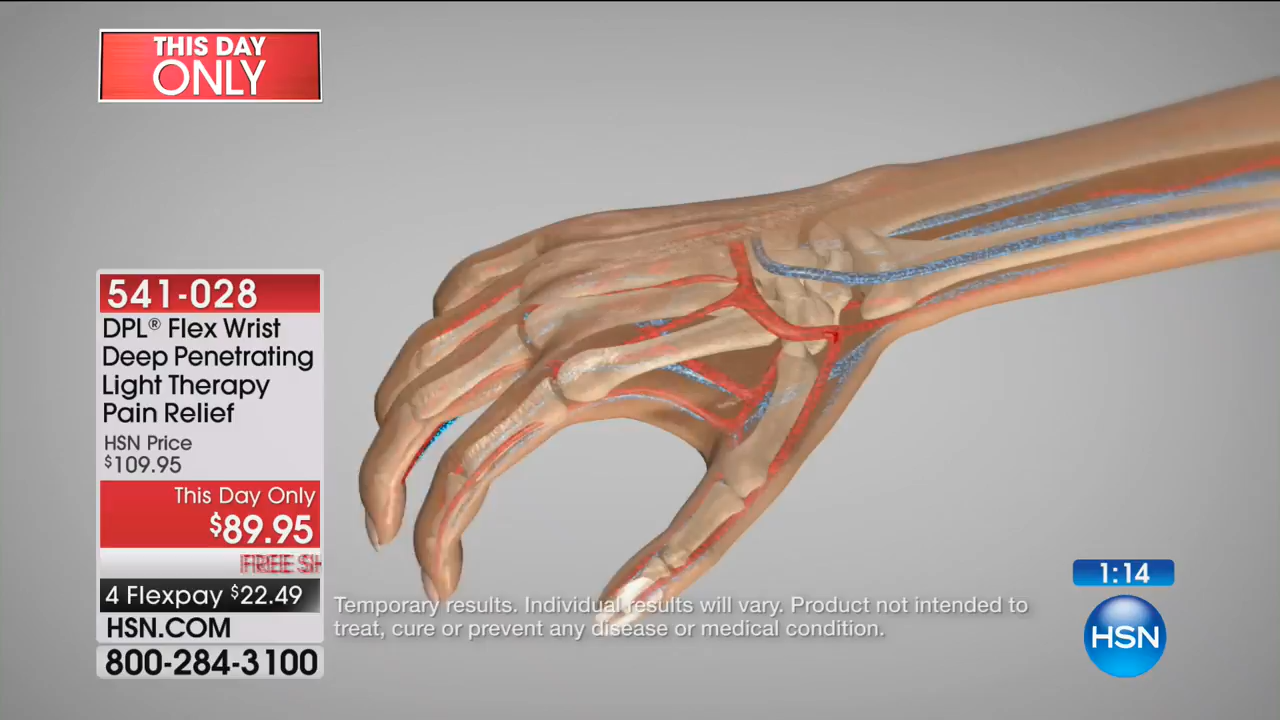 THIS DAY
ONLY
541-028
DPL® Flex Wrist
Deep Penetrating
Light Therapy
Pain Relief
HSN Price
$109.95
This Day Only
$89.95
FREE SH
4 Flexpay $22.49
HSN.COM
800-284-3100
Temporary results. Individual results will vary. Product not intended to
treat, cure or prevent any disease or medical condition.
1:14
HSN